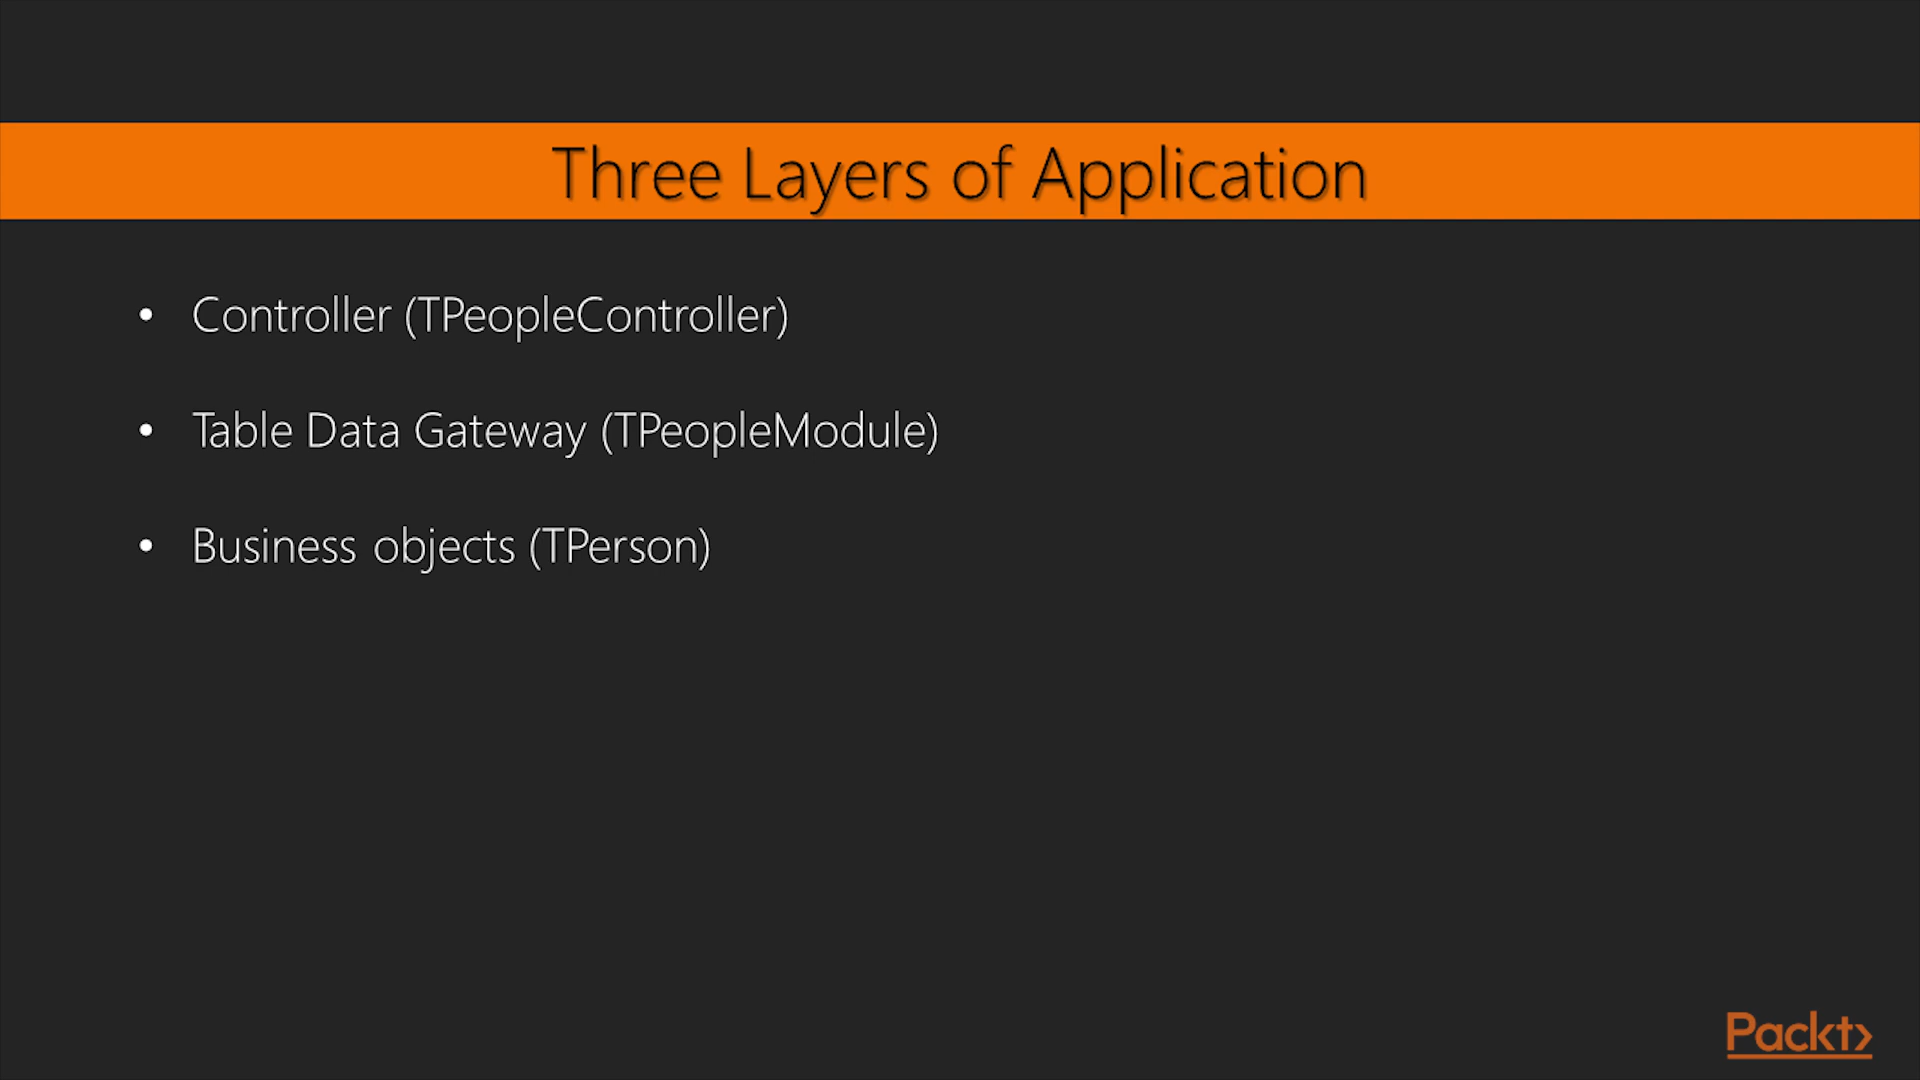 Three Layers of Application
• Controller (TPeopleController)
• Table Data Gateway (TPeopleModule)
• Business objects (TPerson)
Packt>